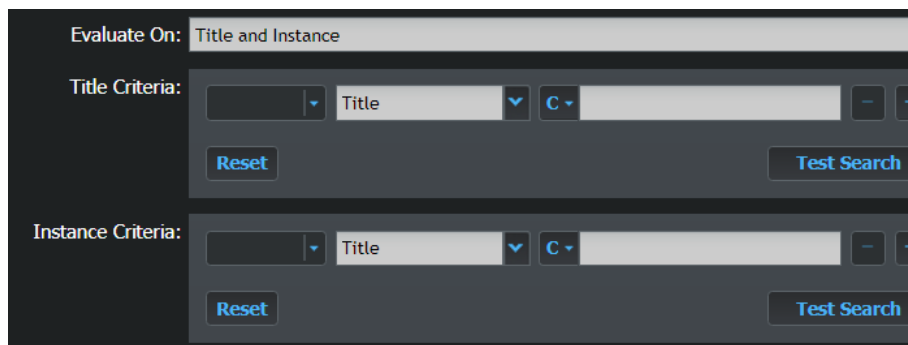 Evaluate On: Title and Instance
Title Criteria: Title C
Reset Test Search
Instance Criteria: Title C
Reset Test Search